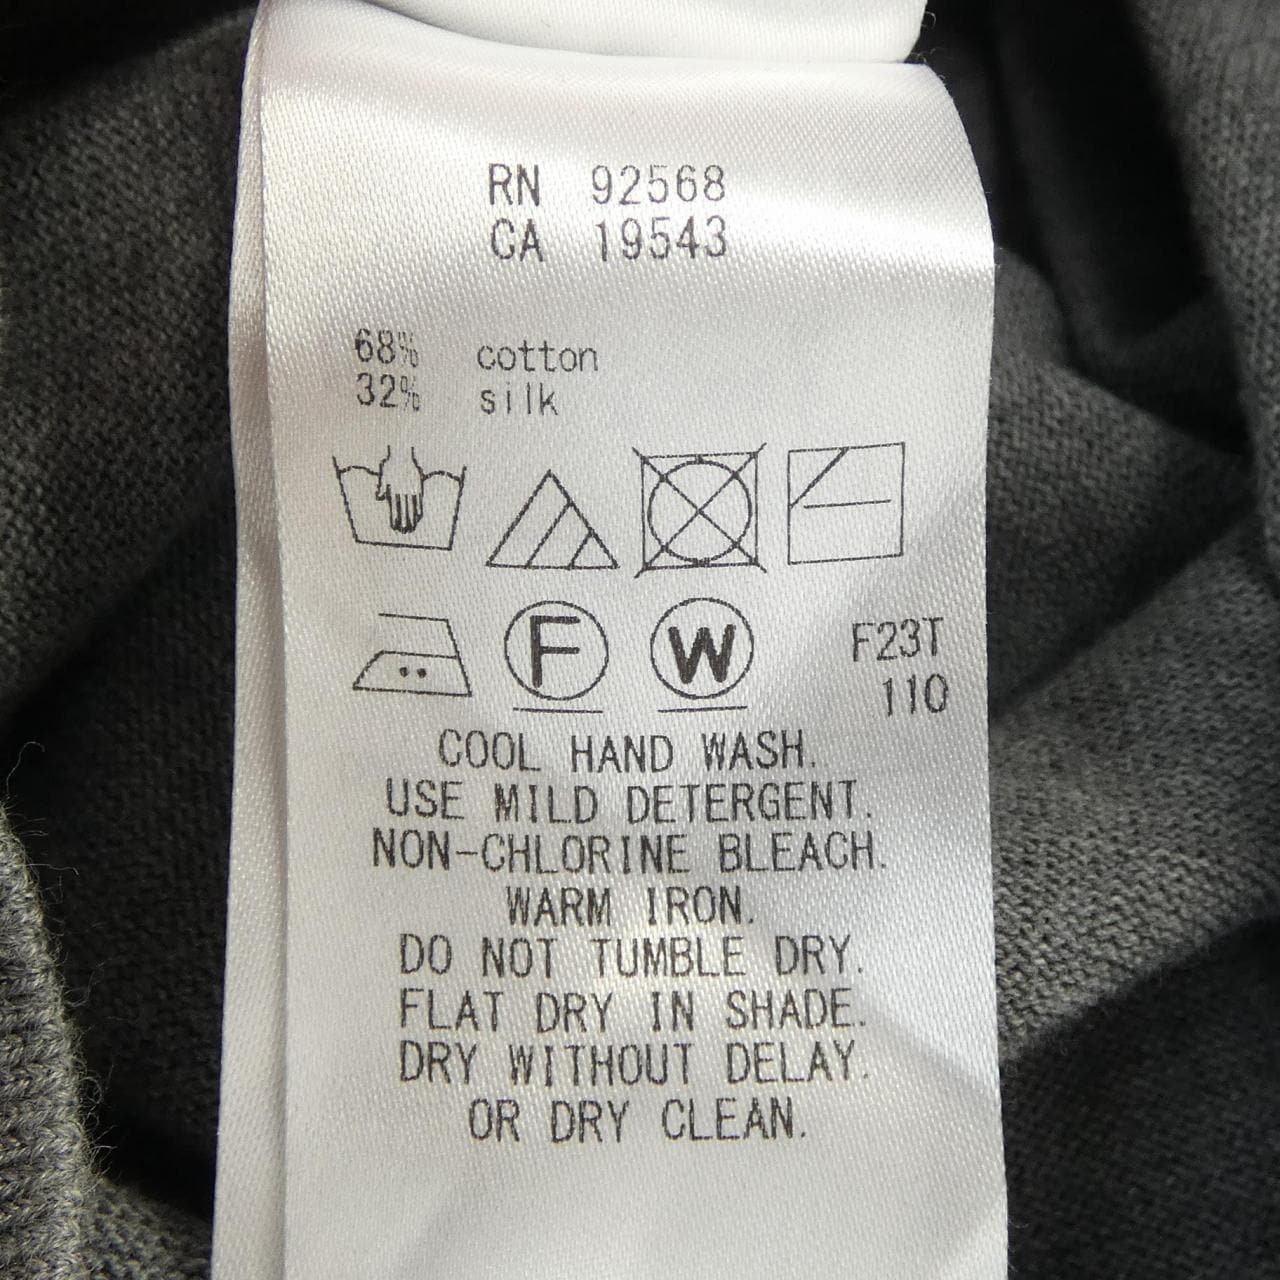 RN 92568
CA 19543
68% cotton
32% silk
F W F23T
110
COOL HAND WASH.
USE MILD DETERGENT.
NON-CHLORINE BLEACH.
WARM IRON.
DO NOT TUMBLE DRY.
FLAT DRY IN SHADE.
DRY WITHOUT DELAY.
OR DRY CLEAN.